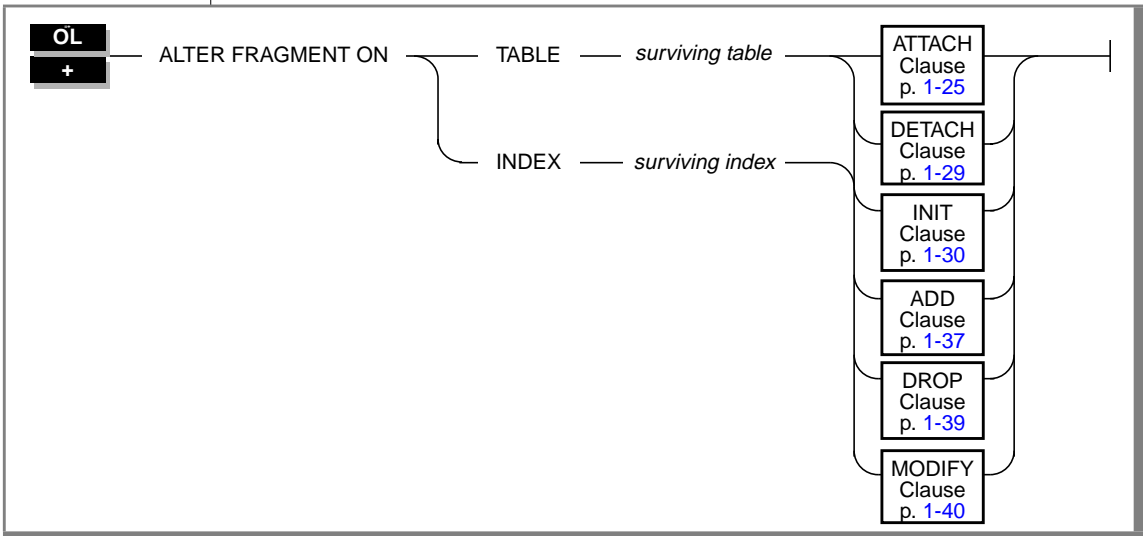 OL
+
ALTER FRAGMENT ON
TABLE
surviving table
INDEX
surviving index
ATTACH
Clause
p. 1-25
DETACH
Clause
p. 1-29
INIT
Clause
p. 1-30
ADD
Clause
p. 1-37
DROP
Clause
p. 1-39
MODIFY
Clause
p. 1-40